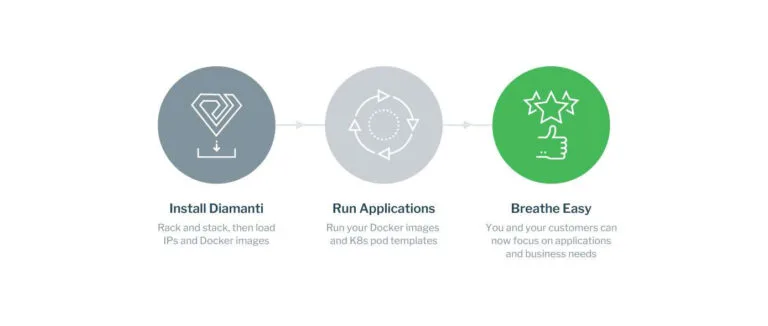 Install Diamanti
Rack and stack, then load
IPs and Docker images
Run Applications
Run your Docker images
and K8s pod templates
Breathe Easy
You and your customers can
now focus on applications
and business needs